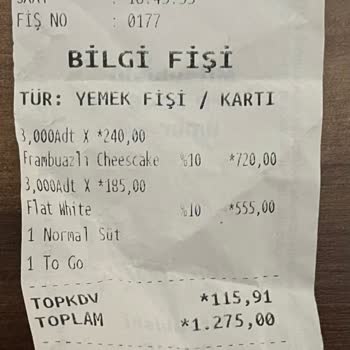 FİŞ NO : 0177
BİLGİ FİŞİ
TÜR: YEMEK FİŞİ / KARTI
3,000Adt X *240,00
Frambuazlı Cheescake %10 *720,00
3,000Adt X *185,00
Flat White %10 *555,00
1 Normal Süt
1 To Go
TOPKDV *115,91
TOPLAM *1.275,00